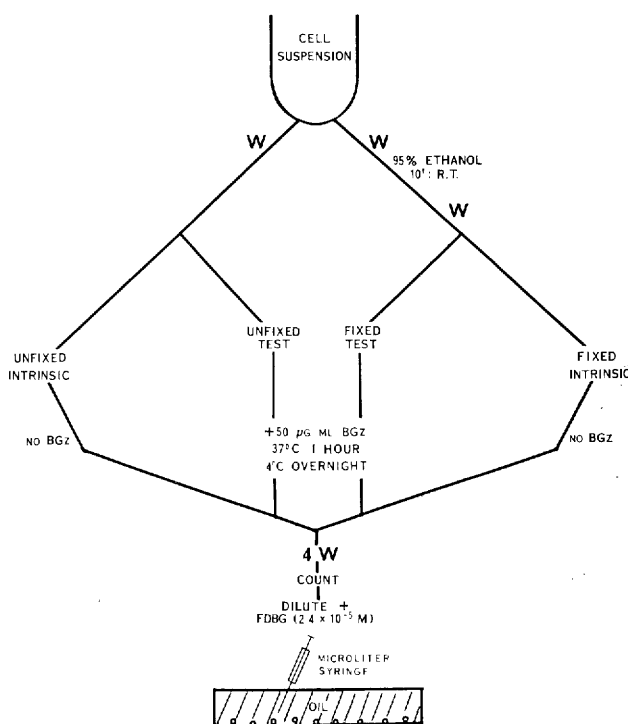 CELL
SUSPENSION
W
W
95% ETHANOL
10': R.T.
W
UNFIXED
TEST
FIXED
TEST
UNFIXED
INTRINSIC
FIXED
INTRINSIC
NO BGz
+50 µG ML BGz
37°C 1 HOUR
4°C OVERNIGHT
NO BGz
4 W
COUNT
DILUTE +
FDBG (2.4 × 10⁻⁵ M)
MICROLITER
SYRINGE
OIL